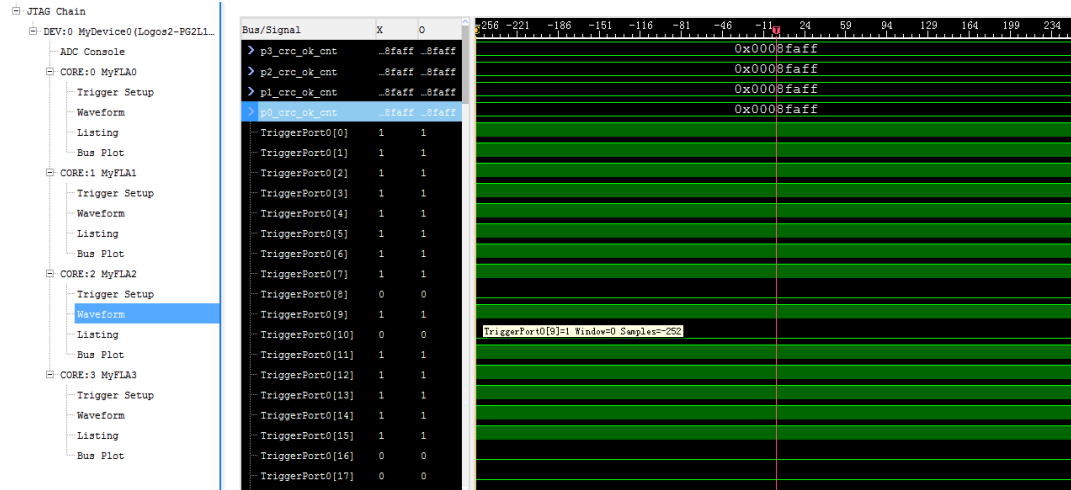 JTAG Chain
DEV:0 MyDevice0(Logos2-PG2L1...
ADC Console
CORE:0 MyFLA0
Trigger Setup
Waveform
Listing
Bus Plot
CORE:1 MyFLA1
Trigger Setup
Waveform
Listing
Bus Plot
CORE:2 MyFLA2
Trigger Setup
Waveform
Listing
Bus Plot
CORE:3 MyFLA3
Trigger Setup
Waveform
Listing
Bus Plot
Bus/Signal X O -256 -221 -186 -151 -116 -81 -46 -11 24 59 94 129 164 199 234
p3_crc_ok_cnt …8faff …8faff 0x0008faff
p2_crc_ok_cnt …8faff …8faff 0x0008faff
p1_crc_ok_cnt …8faff …8faff 0x0008faff
p0_crc_ok_cnt …8faff …8faff 0x0008faff
TriggerPort0[0] 1 1
TriggerPort0[1] 1 1
TriggerPort0[2] 1 1
TriggerPort0[3] 1 1
TriggerPort0[4] 1 1
TriggerPort0[5] 1 1
TriggerPort0[6] 1 1
TriggerPort0[7] 1 1
TriggerPort0[8] 0 0
TriggerPort0[9] 1 1
TriggerPort0[10] 0 0 TriggerPort0[9]=1 Window=0 Samples=-252
TriggerPort0[11] 1 1
TriggerPort0[12] 1 1
TriggerPort0[13] 1 1
TriggerPort0[14] 1 1
TriggerPort0[15] 1 1
TriggerPort0[16] 0 0
TriggerPort0[17] 0 0